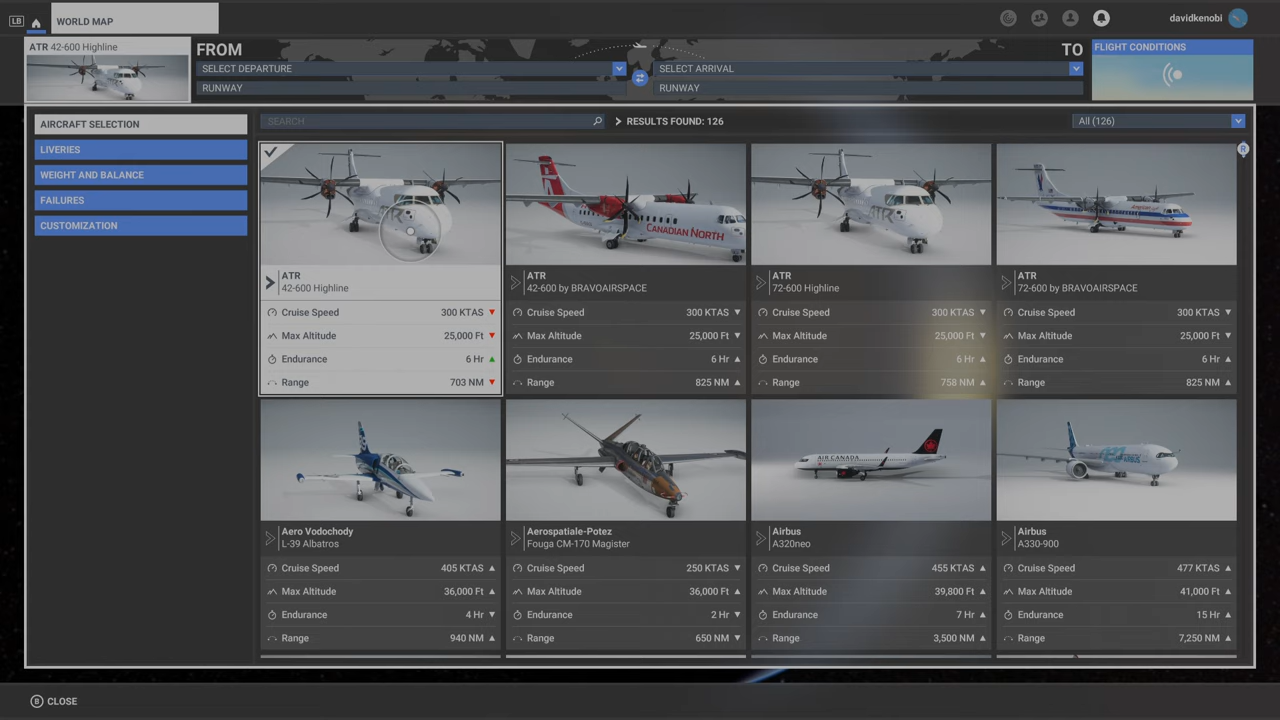 LB
WORLD MAP
davidkenobi
ATR 42-600 Highline
FROM
SELECT DEPARTURE
RUNWAY
TO
SELECT ARRIVAL
RUNWAY
FLIGHT CONDITIONS
AIRCRAFT SELECTION
LIVERIES
WEIGHT AND BALANCE
FAILURES
CUSTOMIZATION
SEARCH
RESULTS FOUND: 126
All (126)
R
ATR
42-600 Highline
Cruise Speed 300 KTAS
Max Altitude 25,000 Ft
Endurance 6 Hr
Range 703 NM
CANADIAN NORTH
ATR
42-600 by BRAVOAIRSPACE
Cruise Speed 300 KTAS
Max Altitude 25,000 Ft
Endurance 6 Hr
Range 825 NM
ATR
72-600 Highline
Cruise Speed 300 KTAS
Max Altitude 25,000 Ft
Endurance 6 Hr
Range 758 NM
ATR
72-600 by BRAVOAIRSPACE
Cruise Speed 300 KTAS
Max Altitude 25,000 Ft
Endurance 6 Hr
Range 825 NM
Aero Vodochody
L-39 Albatros
Cruise Speed 405 KTAS
Max Altitude 36,000 Ft
Endurance 4 Hr
Range 940 NM
Aerospatiale-Potez
Fouga CM-170 Magister
Cruise Speed 250 KTAS
Max Altitude 36,000 Ft
Endurance 2 Hr
Range 650 NM
AIR CANADA
Airbus
A320neo
Cruise Speed 455 KTAS
Max Altitude 39,800 Ft
Endurance 7 Hr
Range 3,500 NM
Airbus
A330-900
Cruise Speed 477 KTAS
Max Altitude 41,000 Ft
Endurance 15 Hr
Range 7,250 NM
B CLOSE